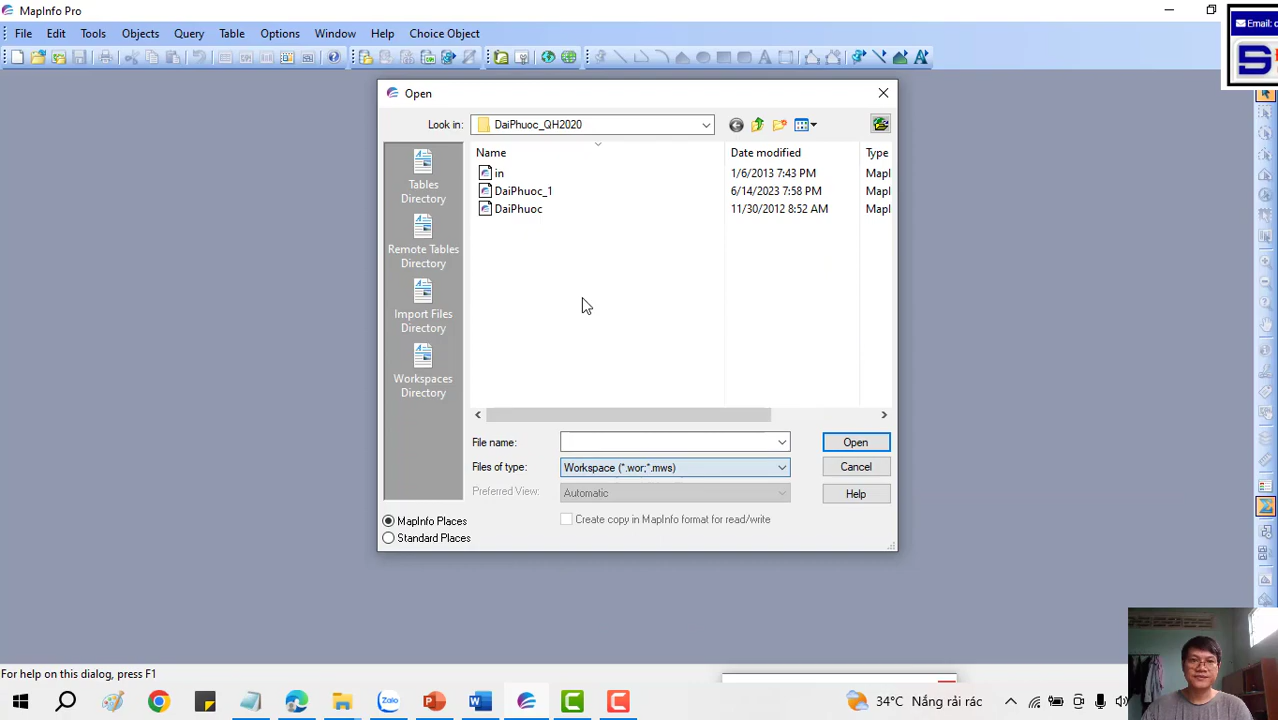 MapInfo Pro
File Edit Tools Objects Query Table Options Window Help Choice Object
Email: c
Open
Look in: DaiPhuoc_QH2020
Name Date modified Type
in 1/6/2013 7:43 PM MapI
DaiPhuoc_1 6/14/2023 7:58 PM MapI
DaiPhuoc 11/30/2012 8:52 AM MapI
Tables
Directory
Remote Tables
Directory
Import Files
Directory
Workspaces
Directory
File name: Open
Files of type: Workspace (*.wor;*.mws) Cancel
Preferred View: Automatic Help
MapInfo Places Create copy in MapInfo format for read/write
Standard Places
For help on this dialog, press F1
34°C Nắng rải rác